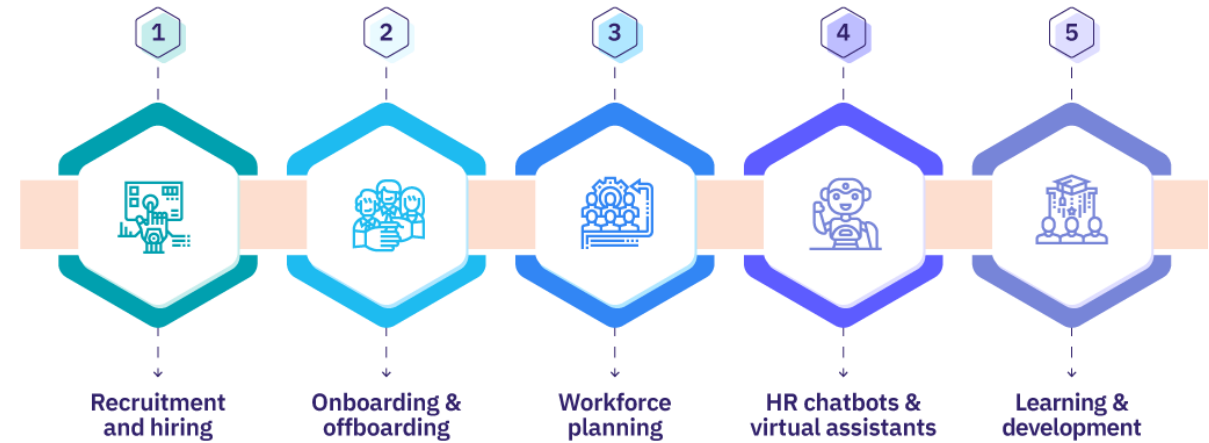 1
2
3
4
5
Recruitment
and hiring
Onboarding &
offboarding
Workforce
planning
HR chatbots &
virtual assistants
Learning &
development